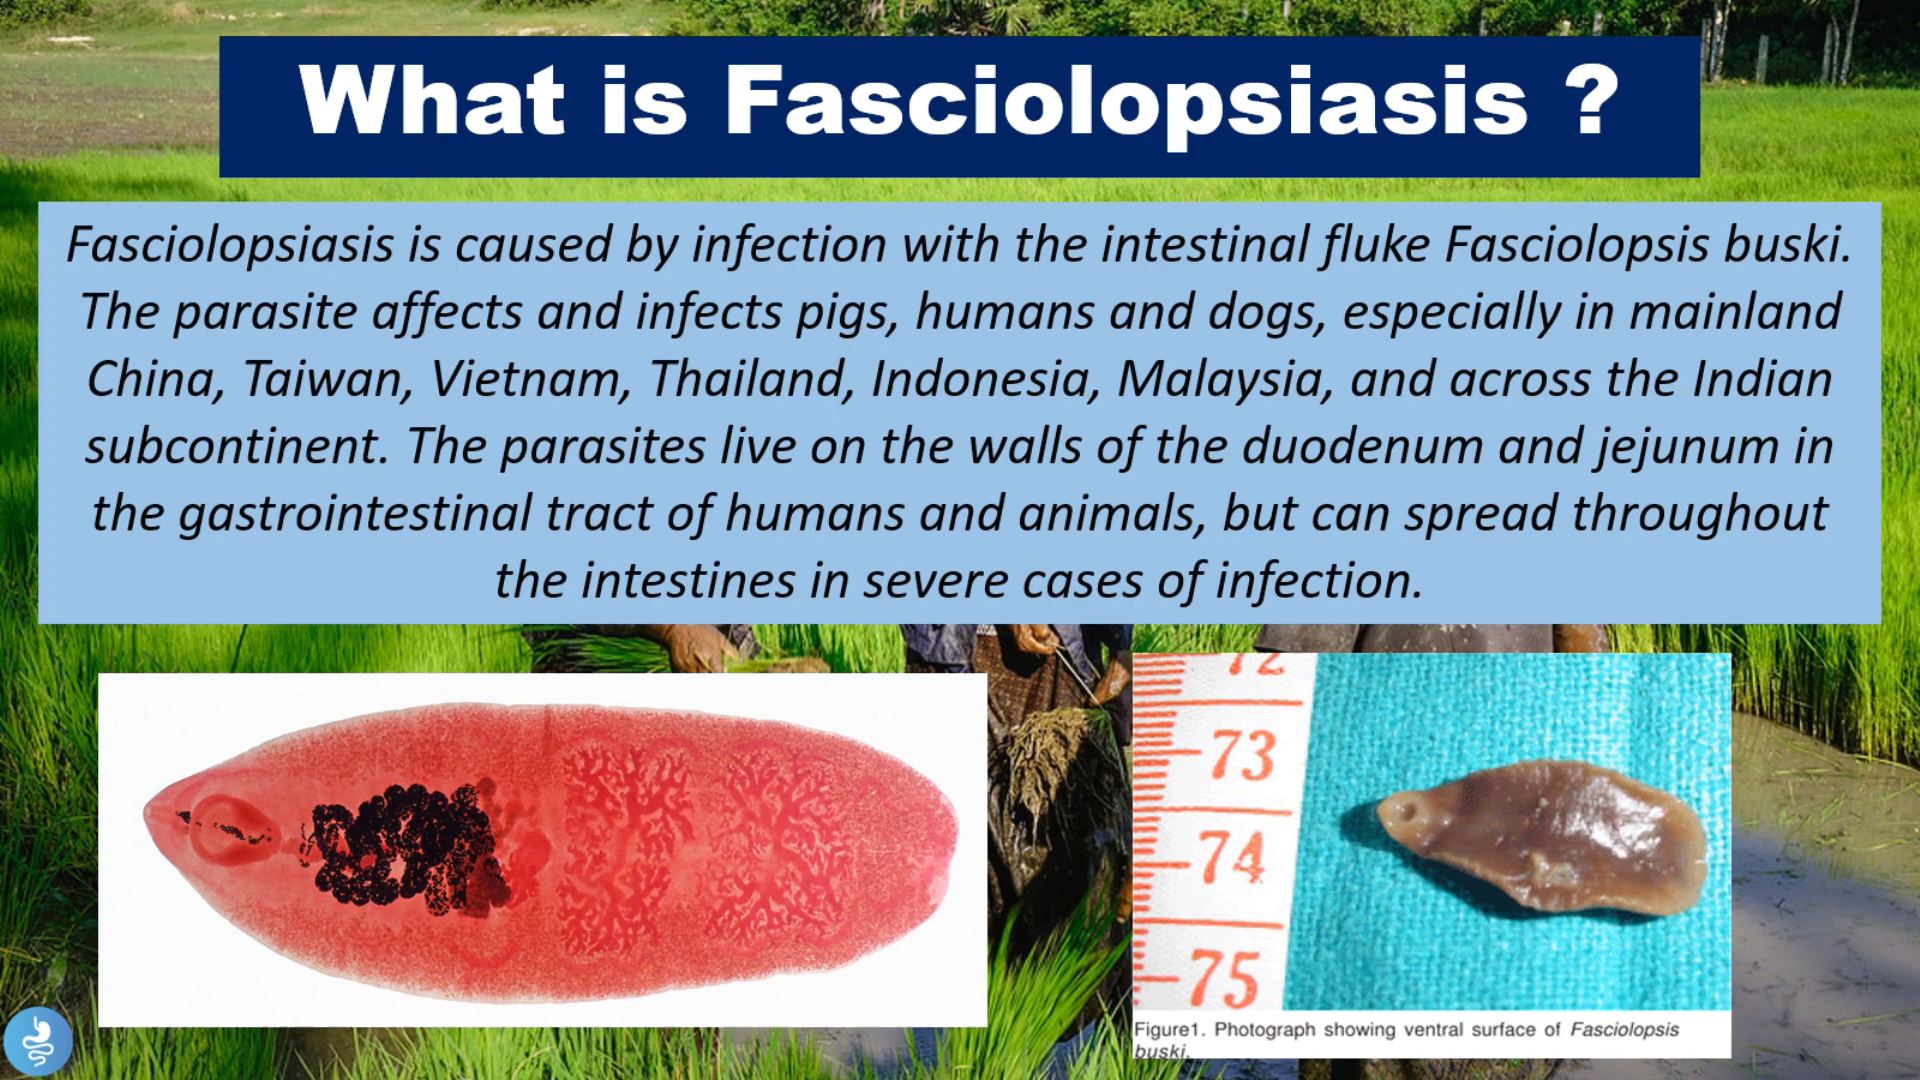 What is Fasciolopsiasis ?
Fasciolopsiasis is caused by infection with the intestinal fluke Fasciolopsis buski.
The parasite affects and infects pigs, humans and dogs, especially in mainland
China, Taiwan, Vietnam, Thailand, Indonesia, Malaysia, and across the Indian
subcontinent. The parasites live on the walls of the duodenum and jejunum in
the gastrointestinal tract of humans and animals, but can spread throughout
the intestines in severe cases of infection.
72
73
74
75
Figure1. Photograph showing ventral surface of Fasciolopsis
buski.